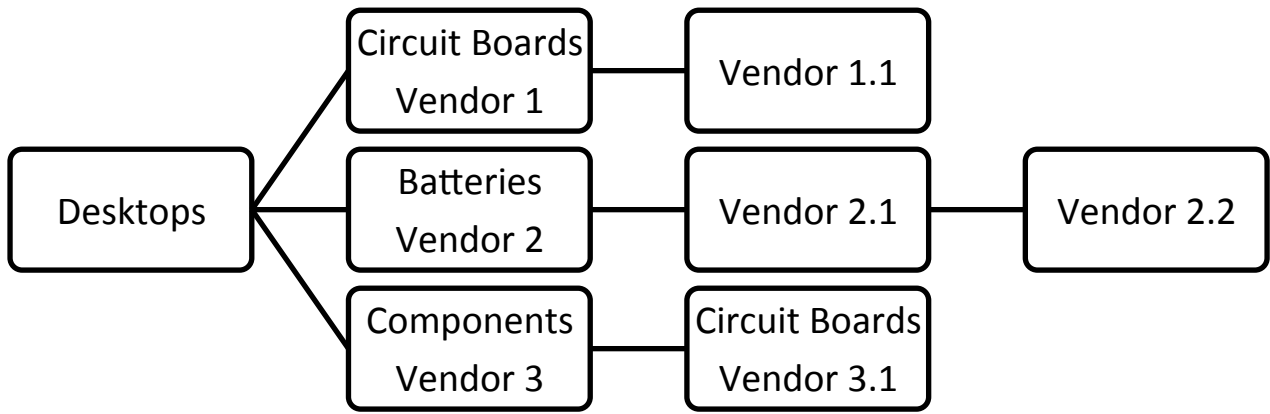 Desktops
Circuit Boards
Vendor 1
Vendor 1.1
Batteries
Vendor 2
Vendor 2.1
Vendor 2.2
Components
Vendor 3
Circuit Boards
Vendor 3.1